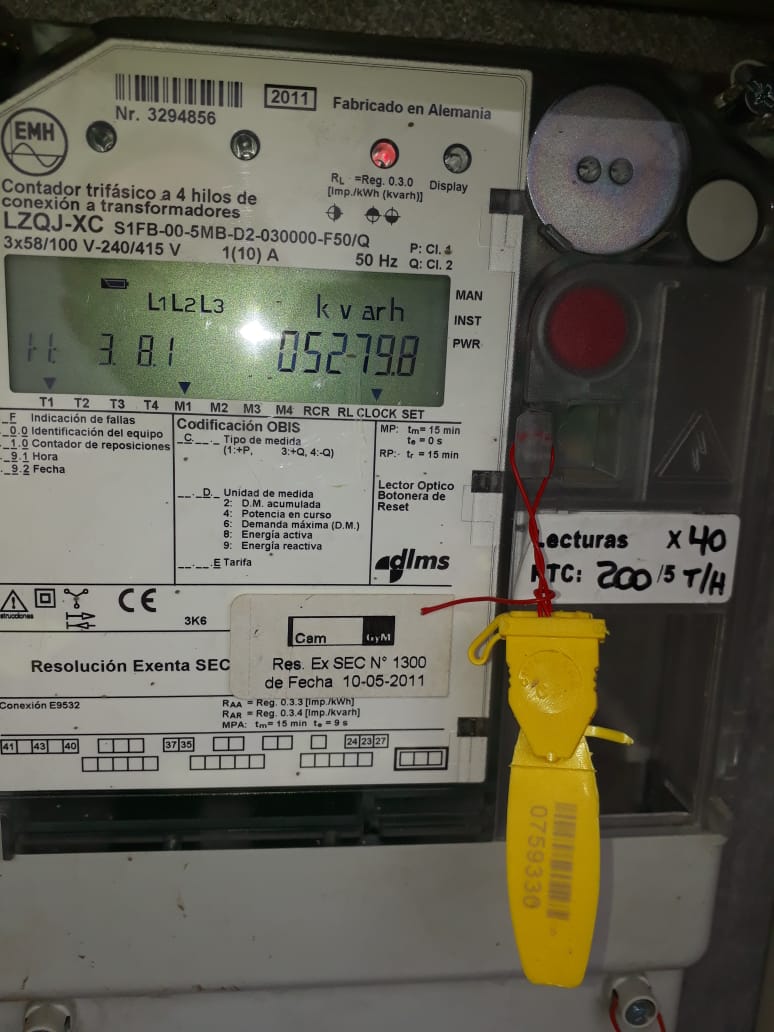 2011
Fabricado en Alemania
Nr. 3294856
EMH
RL =Reg. 0.3.0
[Imp./kWh (kvarh)]
Display
Contador trifásico a 4 hilos de
conexión a transformadores
LZQJ-XC S1FB-00-5MB-D2-030000-F50/Q
3x58/100 V-240/415 V 1(10) A 50 Hz
P: Cl. 1
Q: Cl. 2
L1L2L3 kvarh
3.8.1 05279.8
MAN
INST
PWR
T1 T2 T3 T4 M1 M2 M3 M4 RCR RL CLOCK SET
F Indicación de fallas
0.0 Identificación del equipo
1.0 Contador de reposiciones
9.1 Hora
9.2 Fecha
Codificación OBIS
C Tipo de medida
(1:+P, 3:+Q, 4:-Q)
D Unidad de medida
2: D.M. acumulada
4: Potencia en curso
6: Demanda máxima (D.M.)
8: Energía activa
9: Energía reactiva
E Tarifa
MP: tm= 15 min
te = 0 s
RP: tr = 15 min
Lector Optico
Botonera de
Reset
dlms
Lecturas x 40
RTC: 200/5 T/H
CE
3K6
Cam GyM
Resolución Exenta SEC
Res. Ex SEC N° 1300
de Fecha 10-05-2011
Conexión E9532
RAA = Reg. 0.3.3 [Imp./kWh]
RAR = Reg. 0.3.4 [Imp./kvarh]
MPA: tm= 15 min te = 9 s
41 43 40 37 35 24 23 27
0759330